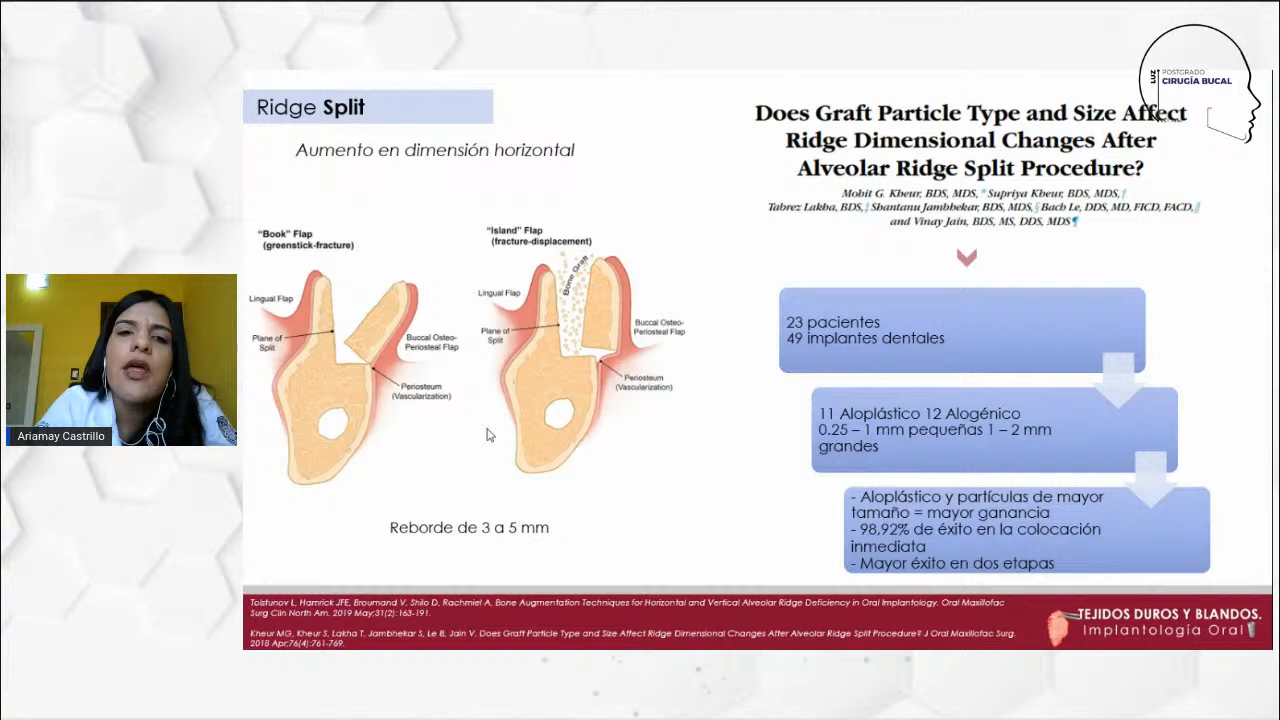 LUZ
POSTGRADO
CIRUGÍA BUCAL
Ridge Split
Aumento en dimensión horizontal
"Book" Flap
(greenstick-fracture)
Lingual Flap
Plane of
Split
Buccal Osteo-
Periosteal Flap
Periosteum
(Vascularization)
"Island" Flap
(fracture-displacement)
Bone Graft
Lingual Flap
Plane of
Split
Buccal Osteo-
Periosteal Flap
Periosteum
(Vascularization)
Reborde de 3 a 5 mm
Does Graft Particle Type and Size Affect
Ridge Dimensional Changes After
Alveolar Ridge Split Procedure?
Mohit G. Kheur, BDS, MDS,* Supriya Kheur, BDS, MDS,†
Tabrez Lakha, BDS,‡ Shantanu Jambhekar, BDS, MDS,§ Bach Le, DDS, MD, FICD, FACD,||
and Vinay Jain, BDS, MS, DDS, MDS¶
23 pacientes
49 implantes dentales
11 Aloplástico 12 Alogénico
0.25 – 1 mm pequeñas 1 – 2 mm
grandes
- Aloplástico y partículas de mayor
tamaño = mayor ganancia
- 98,92% de éxito en la colocación
inmediata
- Mayor éxito en dos etapas
Ariamay Castrillo
Tolstunov L, Hamrick JFE, Broumand V, Shilo D, Rachmiel A. Bone Augmentation Techniques for Horizontal and Vertical Alveolar Ridge Deficiency in Oral Implantology. Oral Maxillofac
Surg Clin North Am. 2019 May;31(2):163-191.
Kheur MG, Kheur S, Lakha T, Jambhekar S, Le B, Jain V. Does Graft Particle Type and Size Affect Ridge Dimensional Changes After Alveolar Ridge Split Procedure? J Oral Maxillofac Surg.
2018 Apr;76(4):761-769.
TEJIDOS DUROS Y BLANDOS.
Implantología Oral